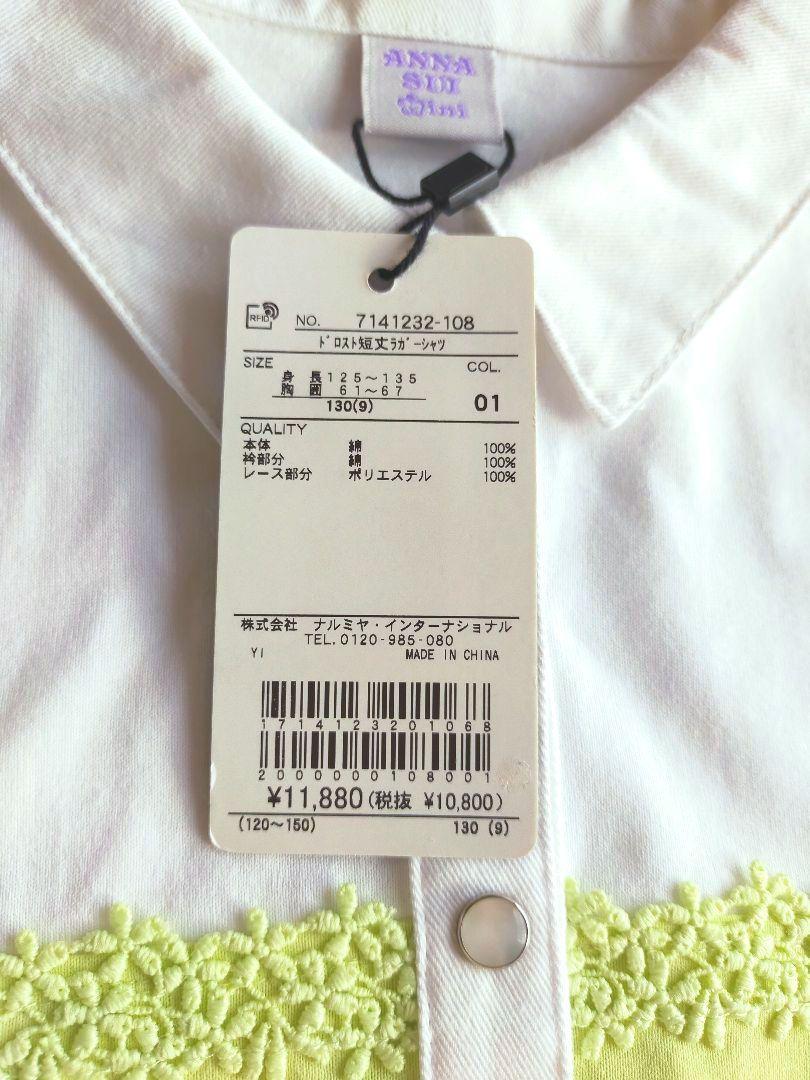 ANNA
SUI
mini
RFID
NO. 7141232-108
ドロスト短丈ラガーシャツ
SIZE
COL.
身 長 125〜135
胸 囲 61〜67
130(9)
01
QUALITY
本体 綿 100%
衿部分 綿 100%
レース部分 ポリエステル 100%
株式会社 ナルミヤ・インターナショナル
TEL.0120-985-080
YI MADE IN CHINA
1714123201068
2000000108001
¥11,880(税抜 ¥10,800)
(120〜150) 130 (9)